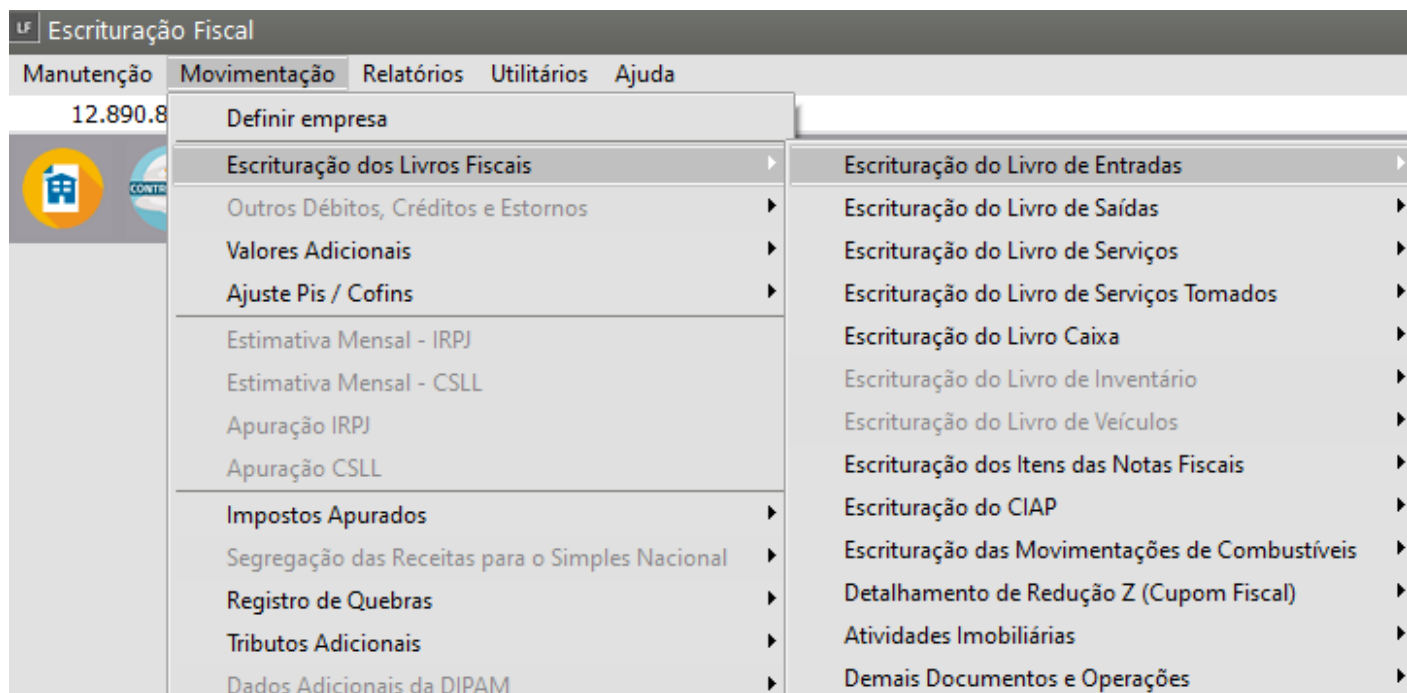 LF Escrituração Fiscal
Manutenção Movimentação Relatórios Utilitários Ajuda
12.890.8
Definir empresa
Escrituração dos Livros Fiscais
Outros Débitos, Créditos e Estornos
Valores Adicionais
Ajuste Pis / Cofins
Estimativa Mensal - IRPJ
Estimativa Mensal - CSLL
Apuração IRPJ
Apuração CSLL
Impostos Apurados
Segregação das Receitas para o Simples Nacional
Registro de Quebras
Tributos Adicionais
Dados Adicionais da DIPAM
Escrituração do Livro de Entradas
Escrituração do Livro de Saídas
Escrituração do Livro de Serviços
Escrituração do Livro de Serviços Tomados
Escrituração do Livro Caixa
Escrituração do Livro de Inventário
Escrituração do Livro de Veículos
Escrituração dos Itens das Notas Fiscais
Escrituração do CIAP
Escrituração das Movimentações de Combustíveis
Detalhamento de Redução Z (Cupom Fiscal)
Atividades Imobiliárias
Demais Documentos e Operações